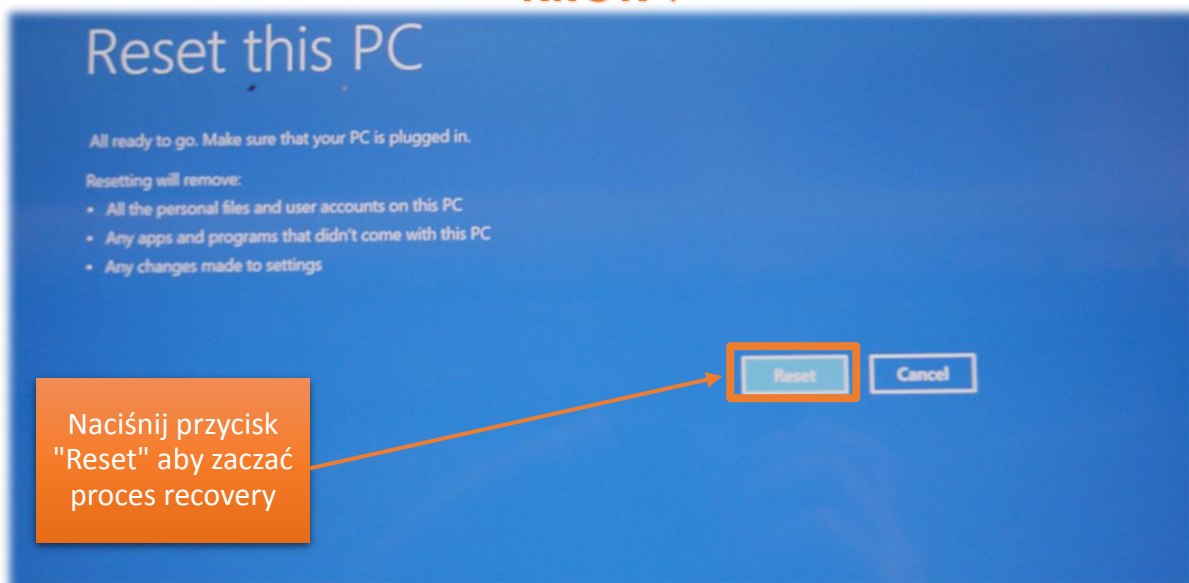 Reset this PC
All ready to go. Make sure that your PC is plugged in.
Resetting will remove:
• All the personal files and user accounts on this PC
• Any apps and programs that didn't come with this PC
• Any changes made to settings
Reset
Cancel
Naciśnij przycisk
"Reset" aby zaczać
proces recovery